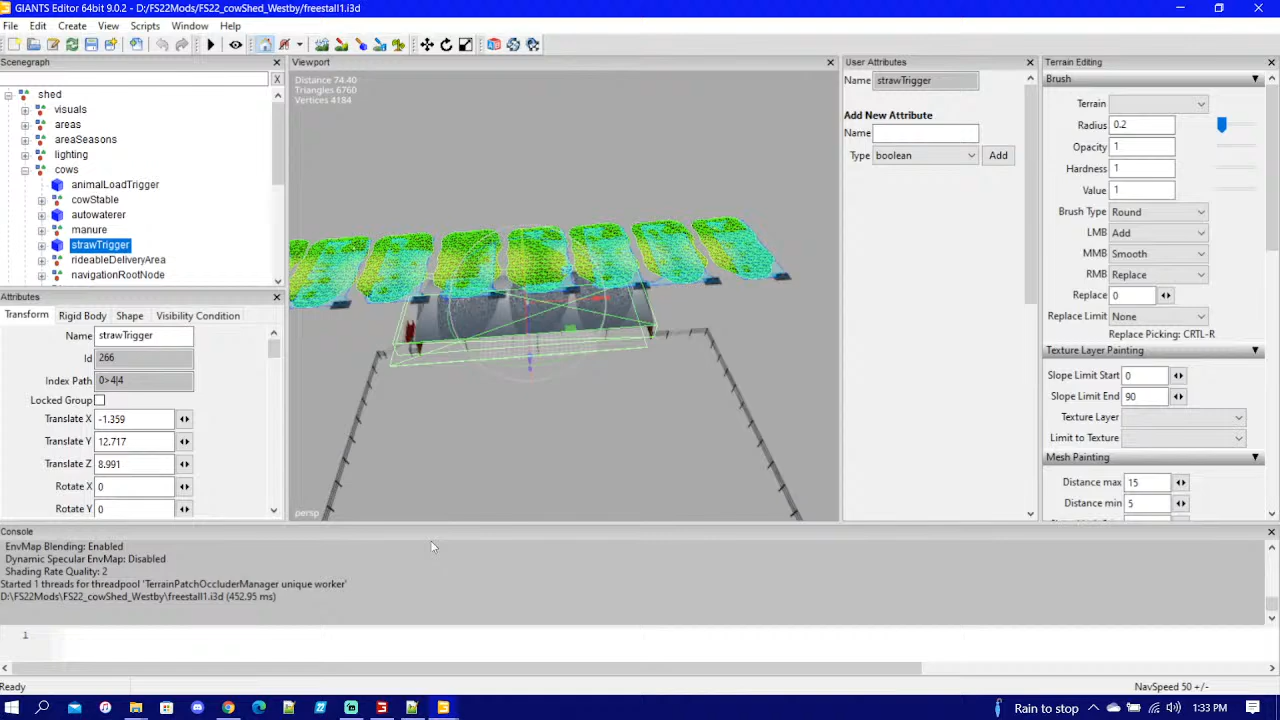 GIANTS Editor 64bit 9.0.2 - D:/FS22Mods/FS22_cowShed_Westby/freestall1.i3d
File Edit Create View Scripts Window Help
Scenegraph
X
shed
visuals
areas
areaSeasons
lighting
cows
animalLoadTrigger
cowStable
autowaterer
manure
strawTrigger
rideableDeliveryArea
navigationRootNode
Attributes
Transform Rigid Body Shape Visibility Condition
Name strawTrigger
Id 266
Index Path 0>4|4
Locked Group
Translate X -1.359
Translate Y 12.717
Translate Z 8.991
Rotate X 0
Rotate Y 0
Viewport
Distance 74.40
Triangles 6760
Vertices 4184
persp
User Attributes
Name strawTrigger
Add New Attribute
Name
Type boolean Add
Terrain Editing
Brush
Terrain
Radius 0.2
Opacity 1
Hardness 1
Value 1
Brush Type Round
LMB Add
MMB Smooth
RMB Replace
Replace 0
Replace Limit None
Replace Picking: CRTL-R
Texture Layer Painting
Slope Limit Start 0
Slope Limit End 90
Texture Layer
Limit to Texture
Mesh Painting
Distance max 15
Distance min 5
Console
EnvMap Blending: Enabled
Dynamic Specular EnvMap: Disabled
Shading Rate Quality: 2
Started 1 threads for threadpool 'TerrainPatchOccluderManager unique worker'
D:\FS22Mods\FS22_cowShed_Westby\freestall1.i3d (452.95 ms)
1
Ready
NavSpeed 50 +/-
Rain to stop
1:33 PM